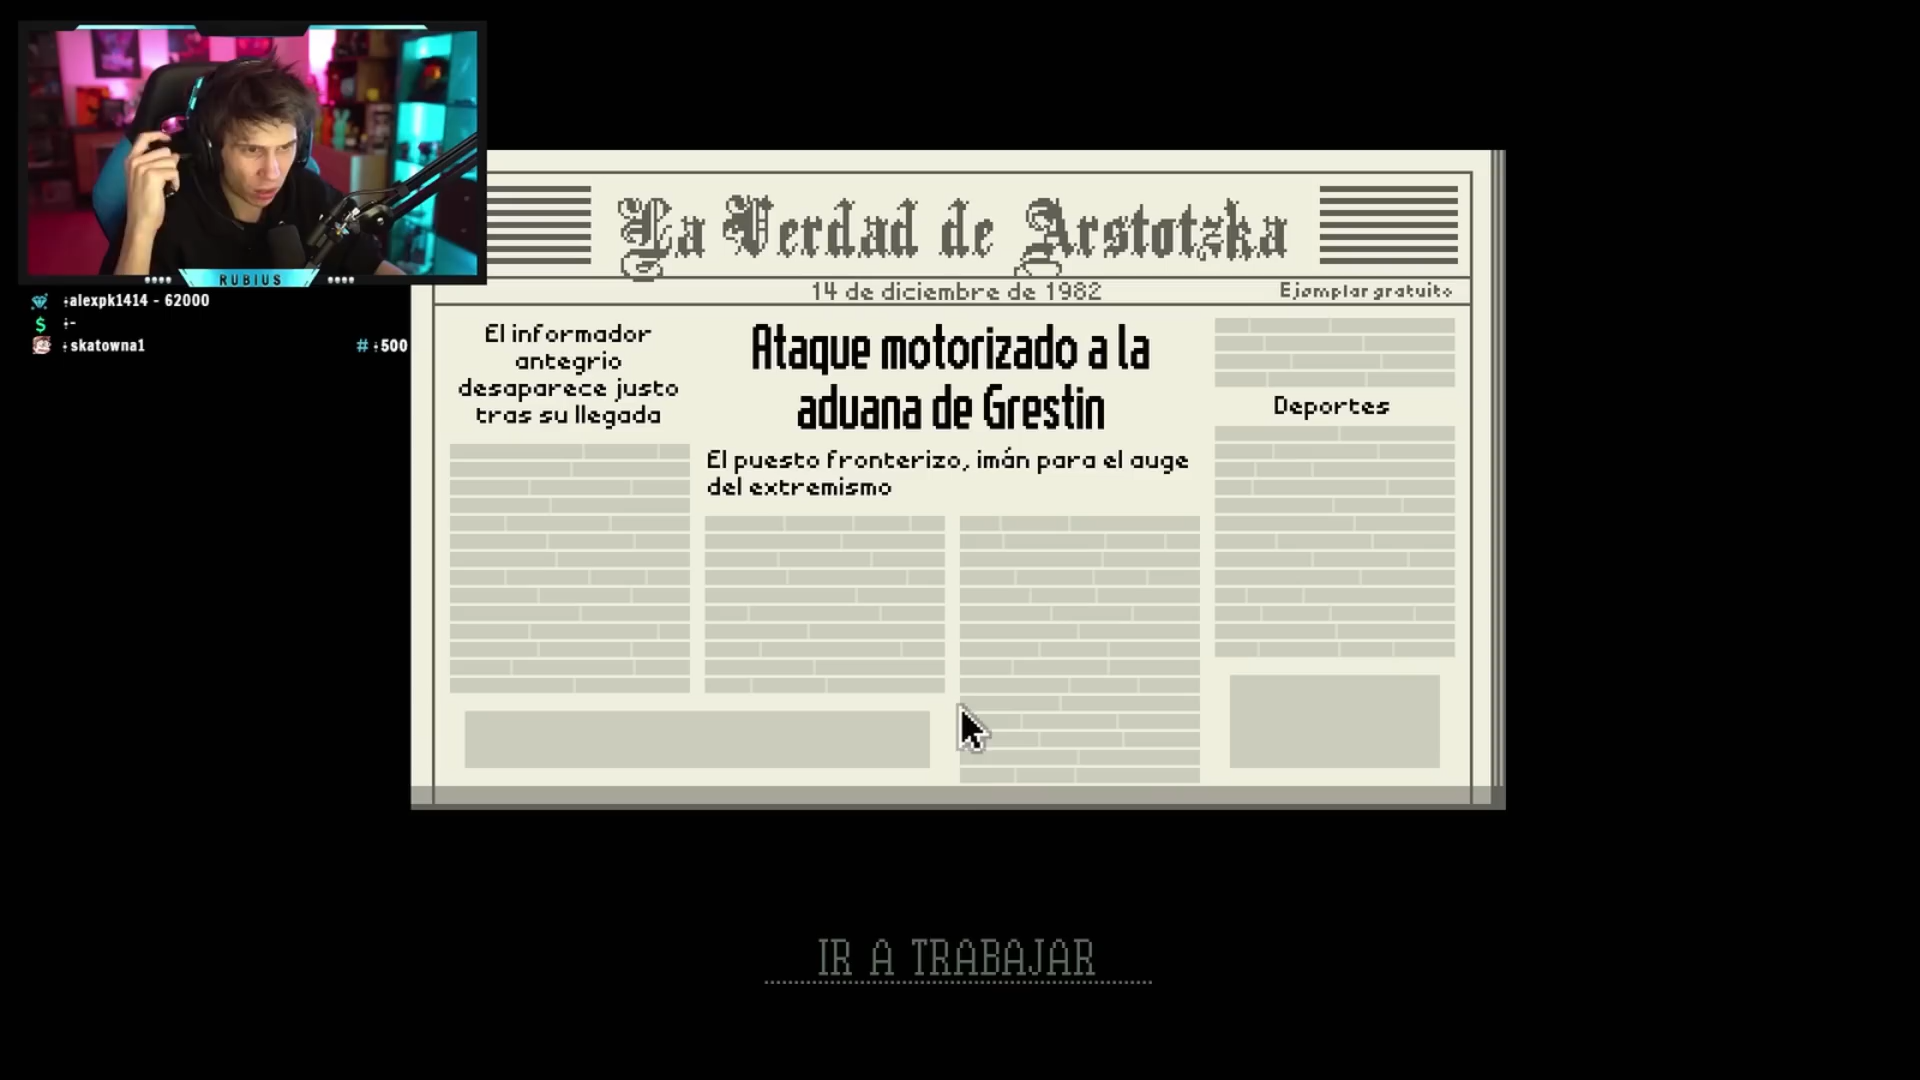 RUBIUS
alexpk1414 - 62000
$ :-
skatowna1 # :500
La Verdad de Arstotzka
14 de diciembre de 1982
Ejemplar gratuito
El informador
antegrio
desaparece justo
tras su llegada
Ataque motorizado a la
aduana de Grestin
El puesto fronterizo, imán para el auge
del extremismo
Deportes
IR A TRABAJAR